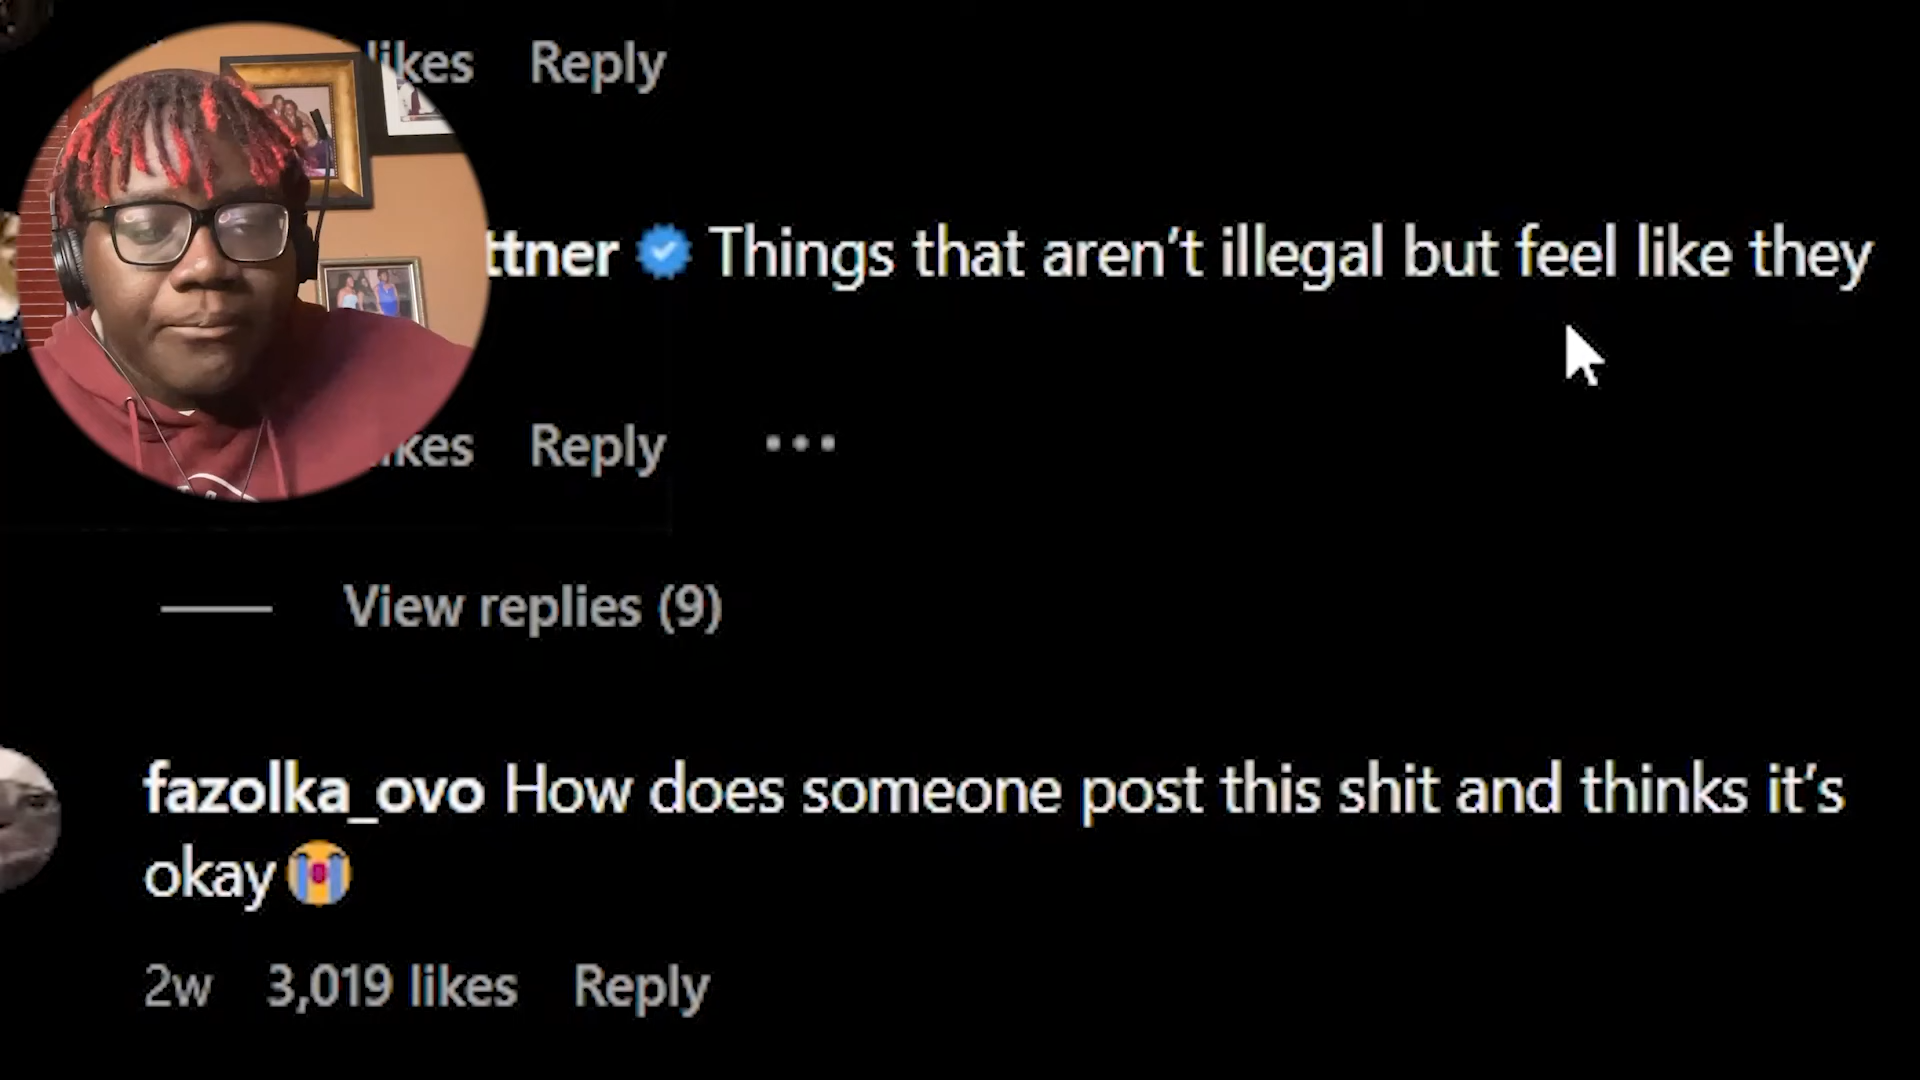 likes Reply
ttner Things that aren't illegal but feel like they
kes Reply
View replies (9)
fazolka_ovo How does someone post this shit and thinks it's
okay😭
2w 3,019 likes Reply